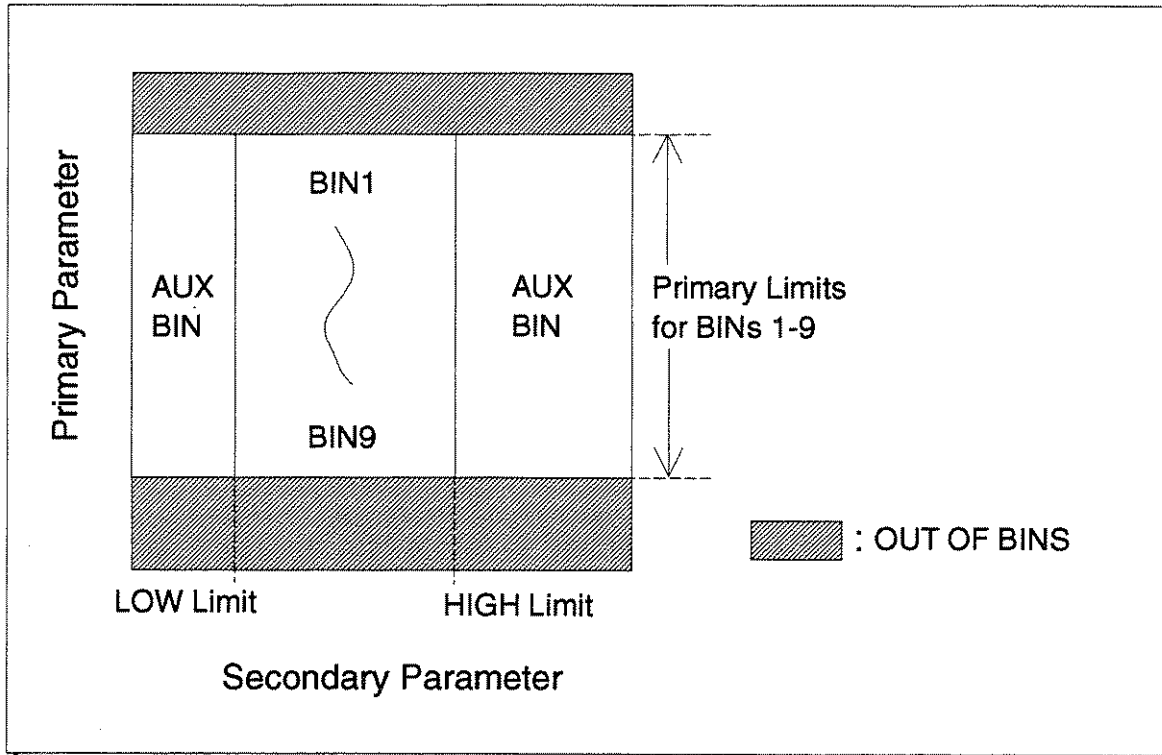 Primary Parameter
BIN1
AUX
BIN
AUX
BIN
BIN9
Primary Limits
for BINs 1-9
: OUT OF BINS
LOW Limit
HIGH Limit
Secondary Parameter